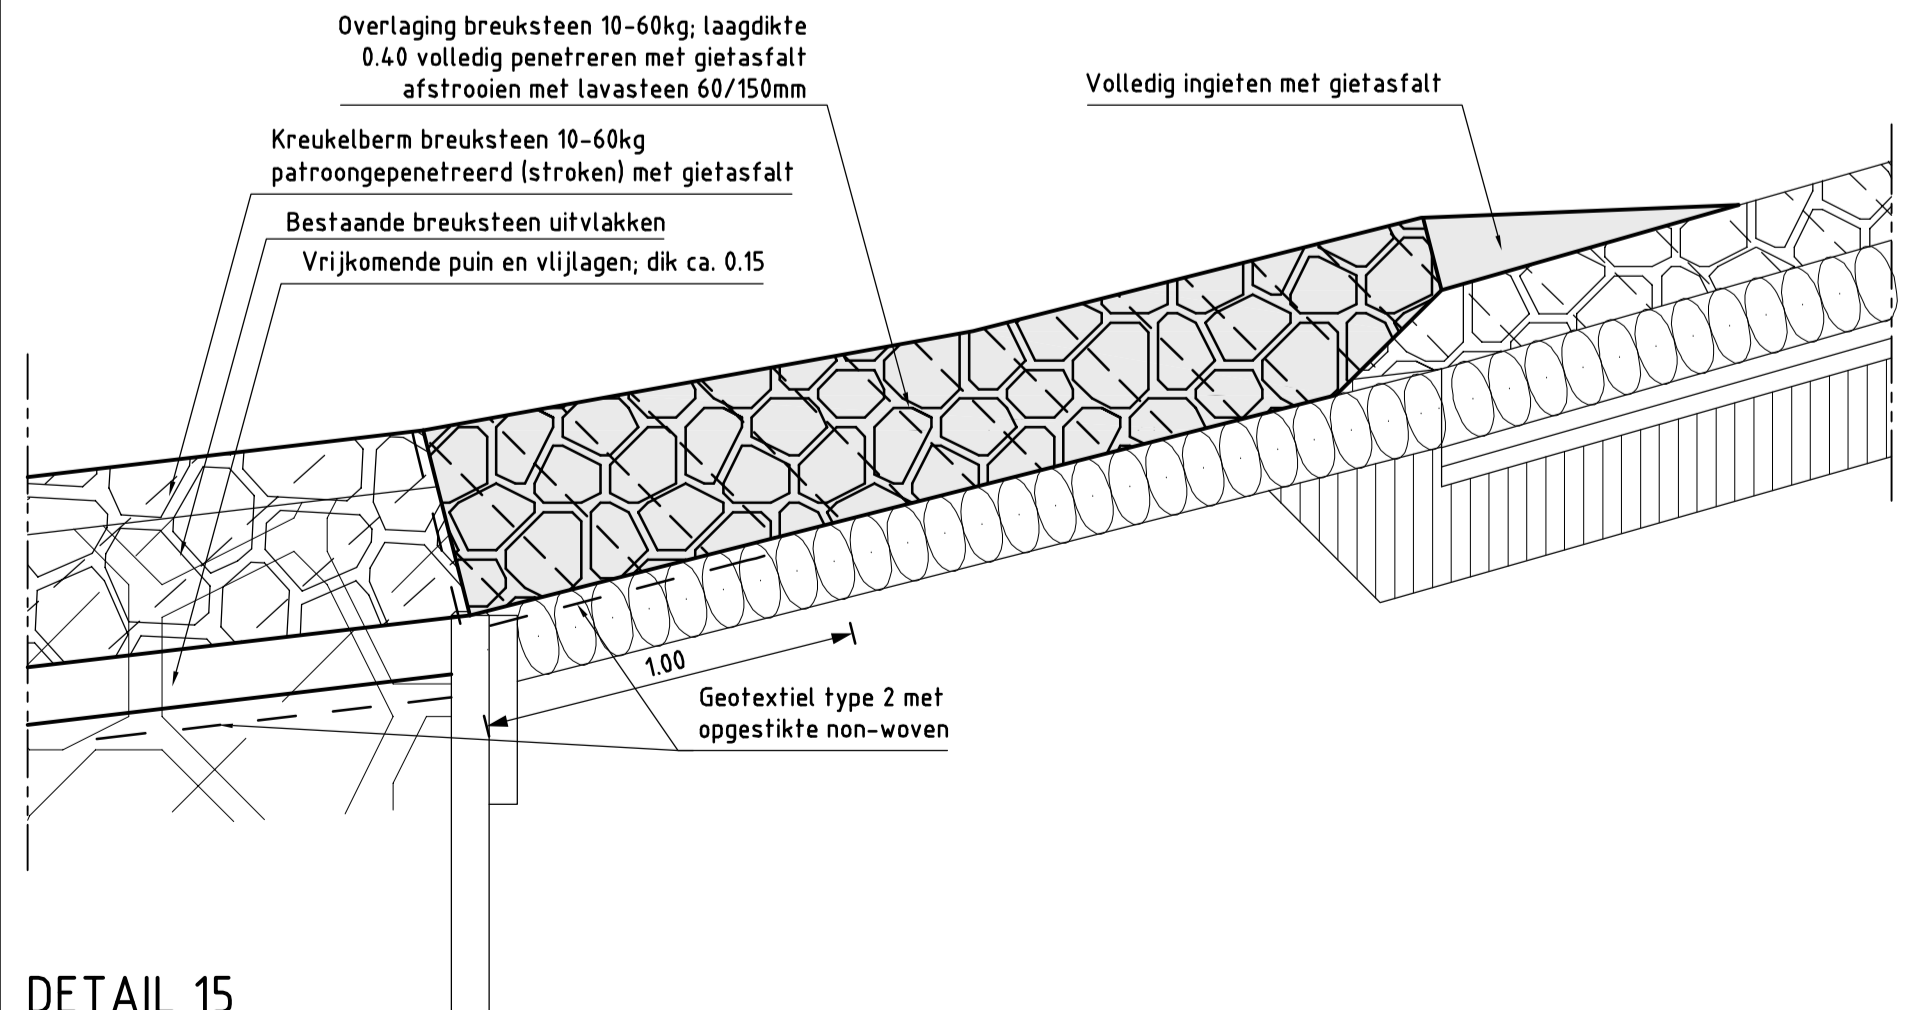 Overlaging breuksteen 10-60kg; laagdikte
0.40 volledig penetreren met gietasfalt
afstrooien met lavasteen 60/150mm
Volledig ingieten met gietasfalt
Kreukelberm breuksteen 10-60kg
patroongepenetreerd (stroken) met gietasfalt
Bestaande breuksteen uitvlakken
Vrijkomende puin en vlijlagen; dik ca. 0.15
1.00
Geotextiel type 2 met
opgestikte non-woven
DETAIL 15